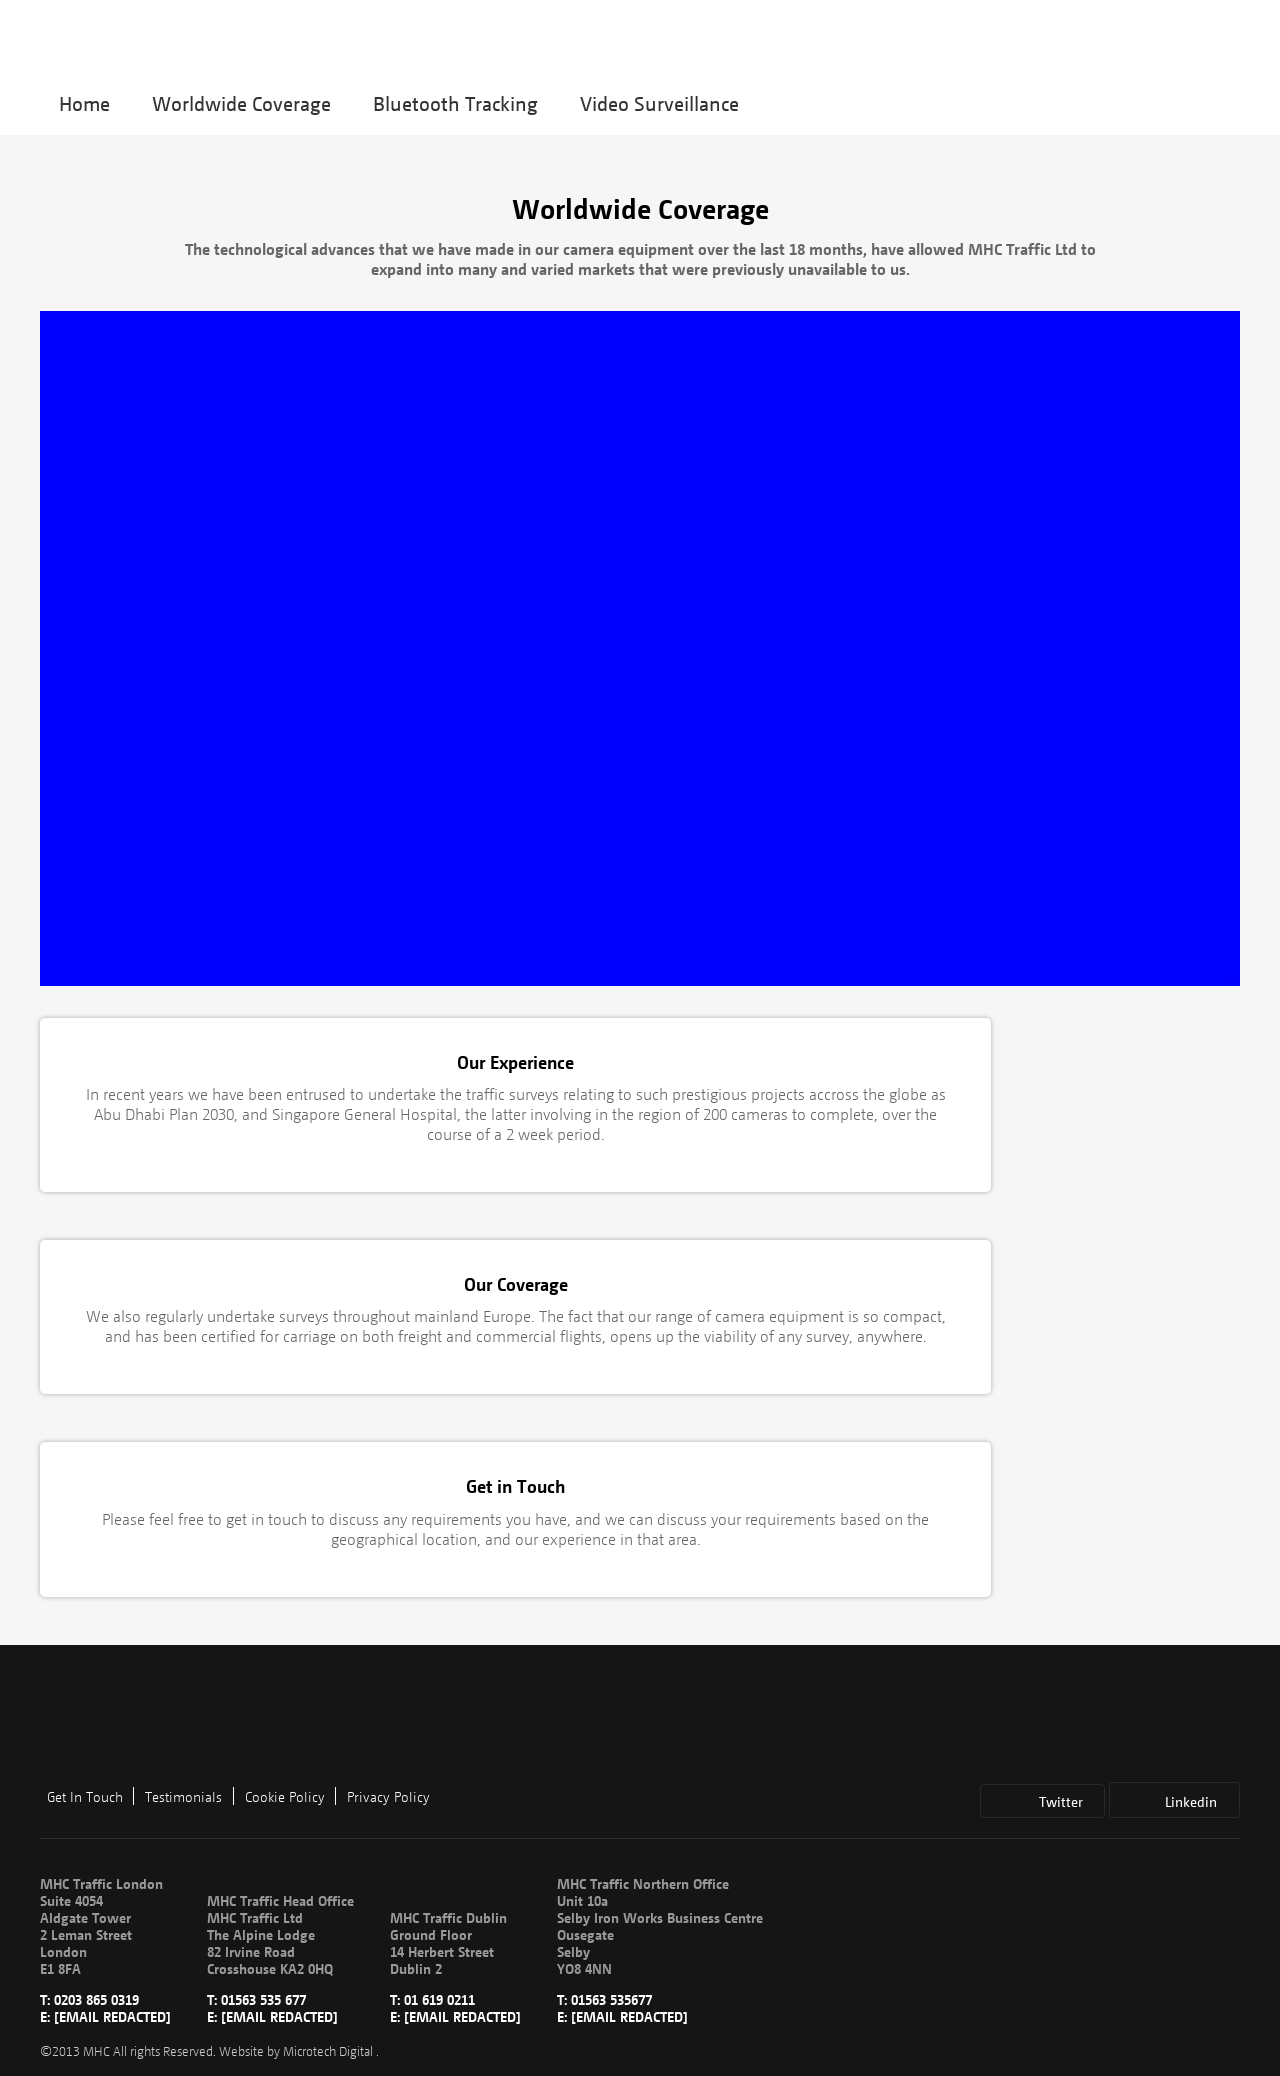 Home Worldwide Coverage Bluetooth Tracking Video Surveillance
Worldwide Coverage
The technological advances that we have made in our camera equipment over the last 18 months, have allowed MHC Traffic Ltd to
expand into many and varied markets that were previously unavailable to us.
Our Experience
In recent years we have been entrused to undertake the traffic surveys relating to such prestigious projects accross the globe as
Abu Dhabi Plan 2030, and Singapore General Hospital, the latter involving in the region of 200 cameras to complete, over the
course of a 2 week period.
Our Coverage
We also regularly undertake surveys throughout mainland Europe. The fact that our range of camera equipment is so compact,
and has been certified for carriage on both freight and commercial flights, opens up the viability of any survey, anywhere.
Get in Touch
Please feel free to get in touch to discuss any requirements you have, and we can discuss your requirements based on the
geographical location, and our experience in that area.
Get In Touch Testimonials Cookie Policy Privacy Policy
Twitter Linkedin
MHC Traffic London
Suite 4054
Aldgate Tower
2 Leman Street
London
E1 8FA
T: 0203 865 0319
E: [EMAIL REDACTED]
MHC Traffic Head Office
MHC Traffic Ltd
The Alpine Lodge
82 Irvine Road
Crosshouse KA2 0HQ
T: 01563 535 677
E: [EMAIL REDACTED]
MHC Traffic Dublin
Ground Floor
14 Herbert Street
Dublin 2
T: 01 619 0211
E: [EMAIL REDACTED]
MHC Traffic Northern Office
Unit 10a
Selby Iron Works Business Centre
Ousegate
Selby
YO8 4NN
T: 01563 535677
E: [EMAIL REDACTED]
©2013 MHC All rights Reserved. Website by Microtech Digital .